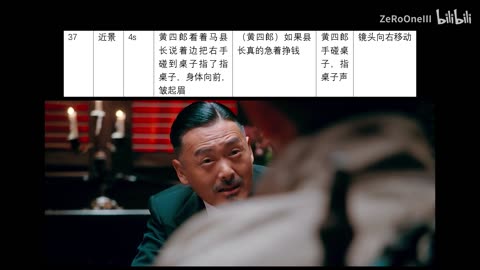 ZeRoOneIII bilibili
37 近景 4s 黄四郎看着马县 （黄四郎）如果县 黄四郎 镜头向右移动
长说着边把右手 长真的急着挣钱 手碰桌
碰到桌子指了指 子，指
桌子，身体向前， 桌子声
皱起眉